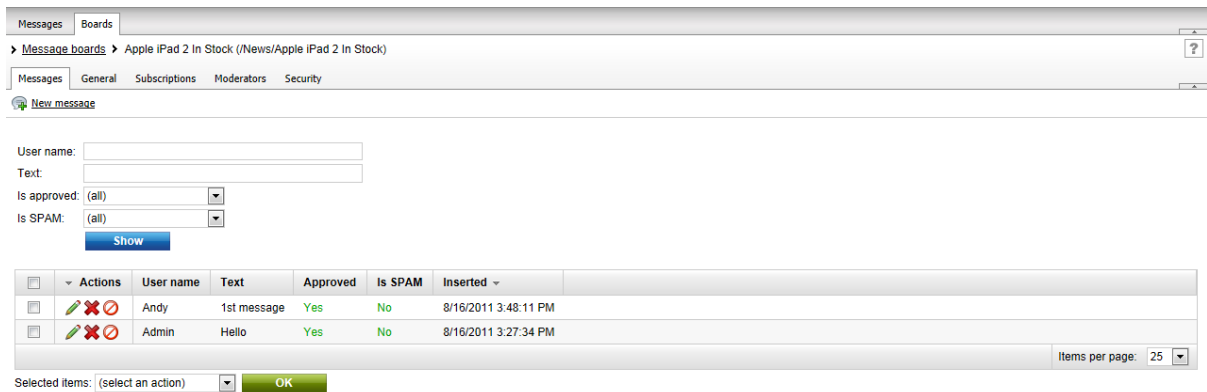 Messages Boards
> Message boards > Apple iPad 2 In Stock (/News/Apple iPad 2 In Stock) ?
Messages General Subscriptions Moderators Security
New message
User name:
Text:
Is approved: (all)
Is SPAM: (all)
Show
Actions User name Text Approved Is SPAM Inserted
Andy 1st message Yes No 8/16/2011 3:48:11 PM
Admin Hello Yes No 8/16/2011 3:27:34 PM
Items per page: 25
Selected items: (select an action) OK